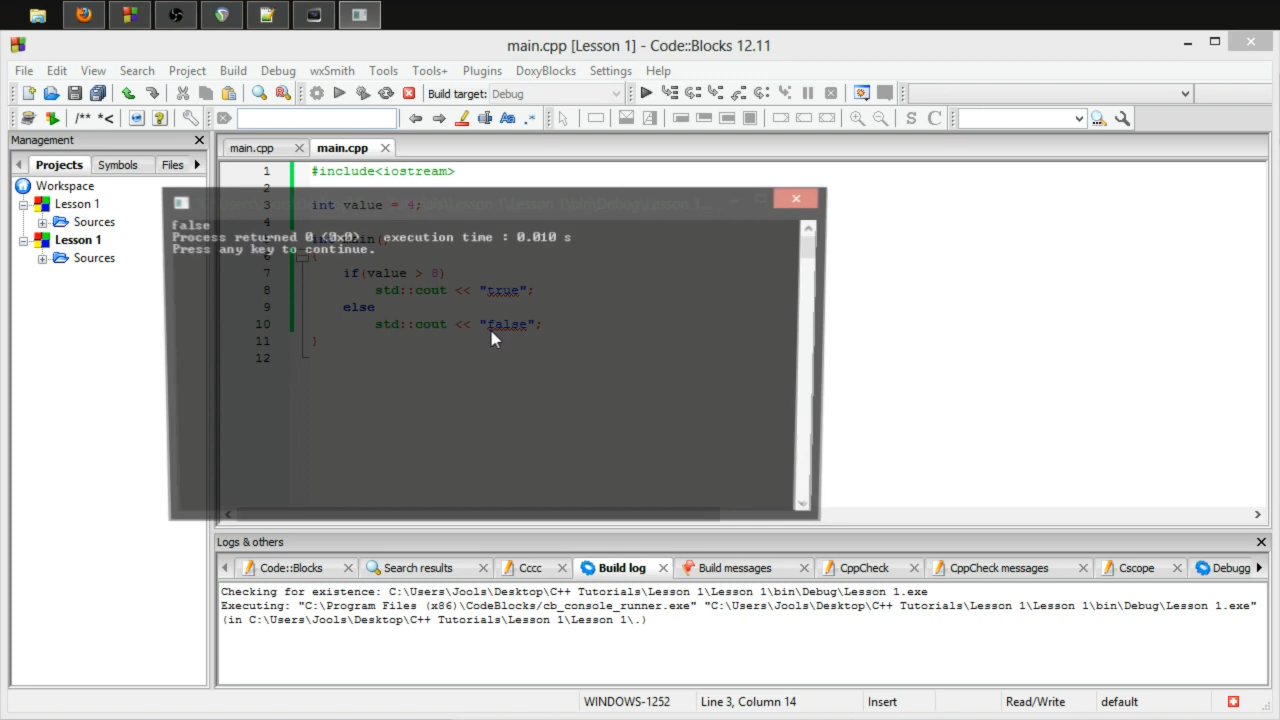 main.cpp [Lesson 1] - Code::Blocks 12.11
File Edit View Search Project Build Debug wxSmith Tools Tools+ Plugins DoxyBlocks Settings Help
Build target: Debug
/** *<
Aa .*
S C
Management
Projects Symbols Files
main.cpp main.cpp
Workspace
Lesson 1
Sources
Lesson 1
Sources
1 #include<iostream>
2
3 int value = 4;
4
6 {
7 if(value > 8)
8 std::cout << "true";
9 else
10 std::cout << "false";
11 }
12
false
Process returned 0 (0x0) execution time : 0.010 s
Press any key to continue.
Logs & others
Code::Blocks Search results Cccc Build log Build messages CppCheck CppCheck messages Cscope Debugg
Checking for existence: C:\Users\Jools\Desktop\C++ Tutorials\Lesson 1\Lesson 1\bin\Debug\Lesson 1.exe
Executing: "C:\Program Files (x86)\CodeBlocks/cb_console_runner.exe" "C:\Users\Jools\Desktop\C++ Tutorials\Lesson 1\Lesson 1\bin\Debug\Lesson 1.exe"
(in C:\Users\Jools\Desktop\C++ Tutorials\Lesson 1\Lesson 1\.)
WINDOWS-1252 Line 3, Column 14 Insert Read/Write default